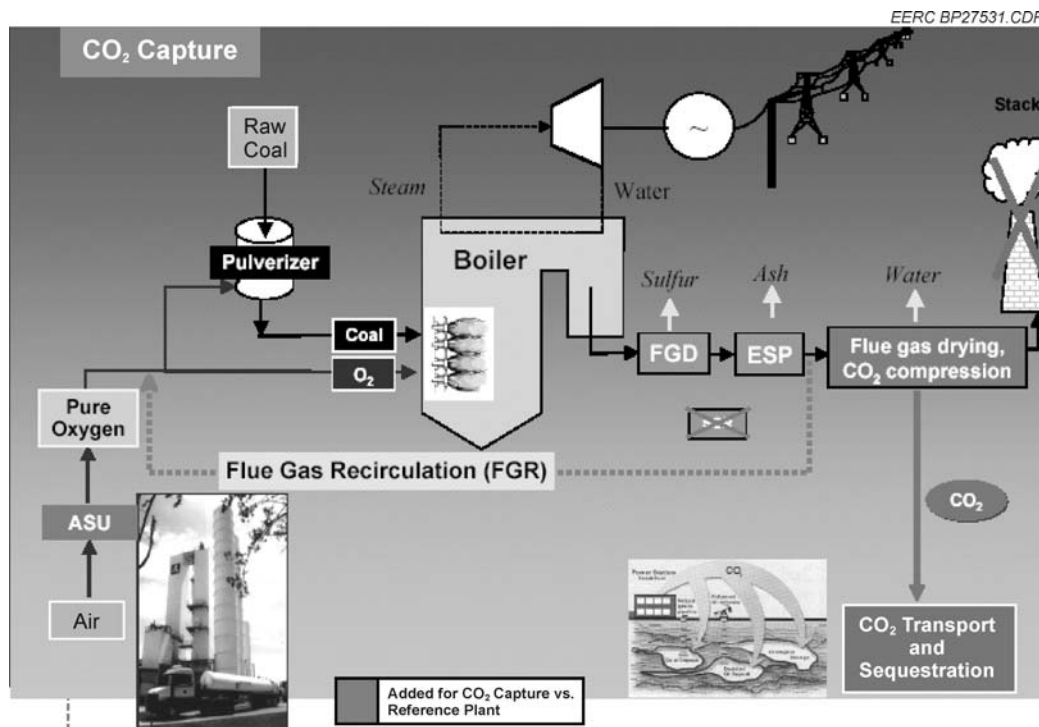 EERC BP27531.CDR
CO₂ Capture
Stack
Raw
Coal
Steam
Water
Pulverizer
Boiler
Sulfur
Ash
Water
Coal
O₂
FGD
ESP
Flue gas drying,
CO₂ compression
Pure
Oxygen
Flue Gas Recirculation (FGR)
ASU
CO₂
Air
CO₂
CO₂ Transport
and
Sequestration
Added for CO₂ Capture vs.
Reference Plant